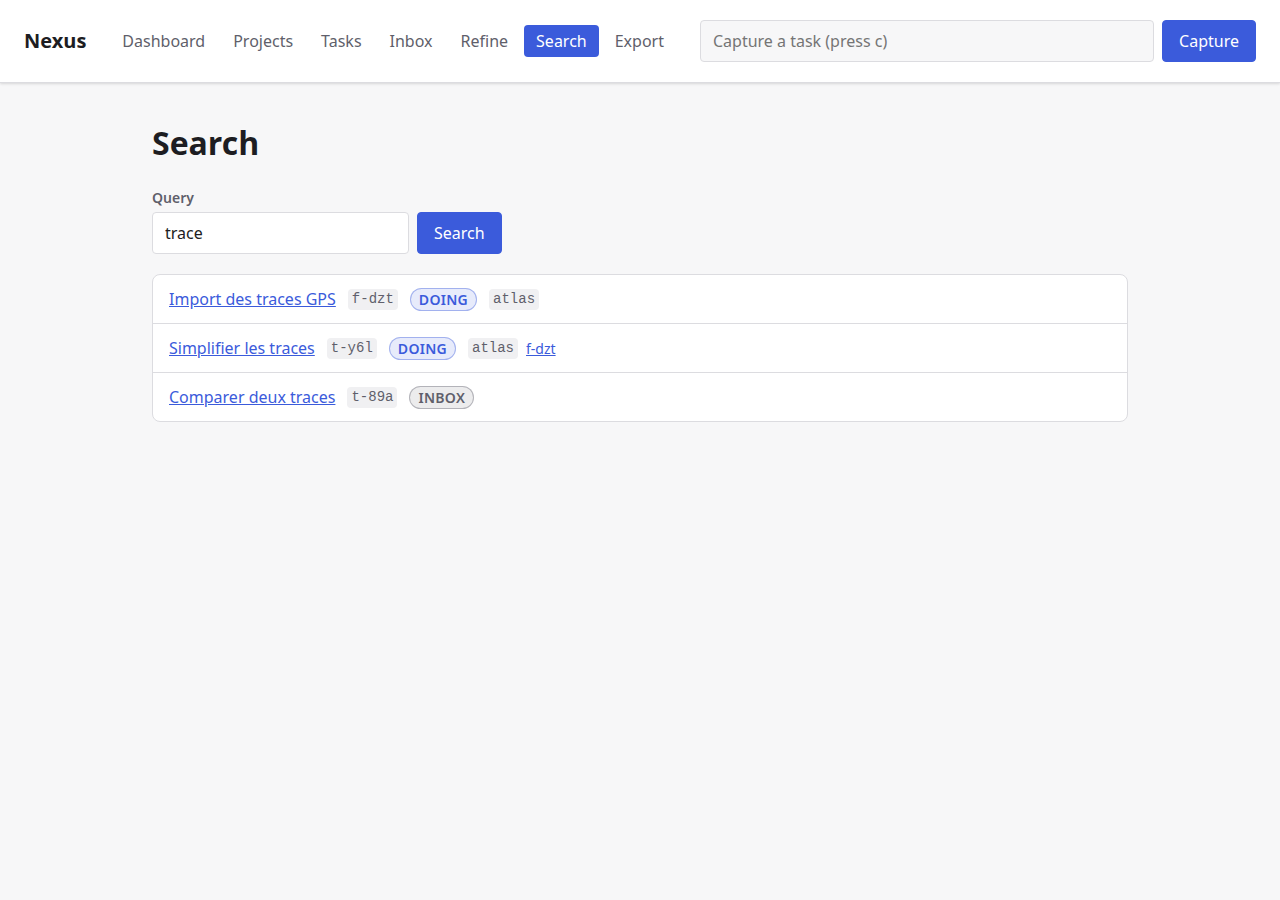 Nexus Dashboard Projects Tasks Inbox Refine Search Export Capture a task (press c) Capture
Search
Query
trace Search
Import des traces GPS f-dzt DOING atlas
Simplifier les traces t-y6l DOING atlas f-dzt
Comparer deux traces t-89a INBOX